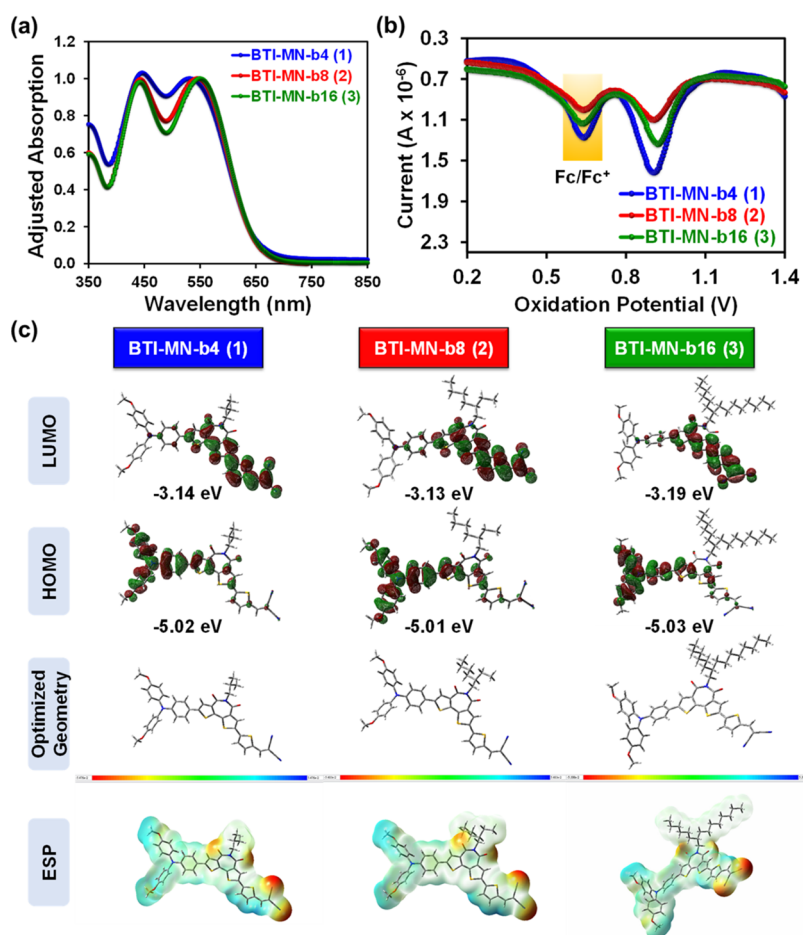 (a)
1.2
1.0
0.8
0.6
0.4
0.2
0.0
350 450 550 650 750 850
Adjusted Absorption
Wavelength (nm)
BTI-MN-b4 (1)
BTI-MN-b8 (2)
BTI-MN-b16 (3)
(b)
0.3
0.7
1.1
1.5
1.9
2.3
0.2 0.6 0.8 1.1 1.4
Current (A x 10-6)
Oxidation Potential (V)
Fc/Fc+
BTI-MN-b4 (1)
BTI-MN-b8 (2)
BTI-MN-b16 (3)
(c)
BTI-MN-b4 (1) BTI-MN-b8 (2) BTI-MN-b16 (3)
LUMO
-3.14 eV -3.13 eV -3.19 eV
HOMO
-5.02 eV -5.01 eV -5.03 eV
Optimized
Geometry
ESP